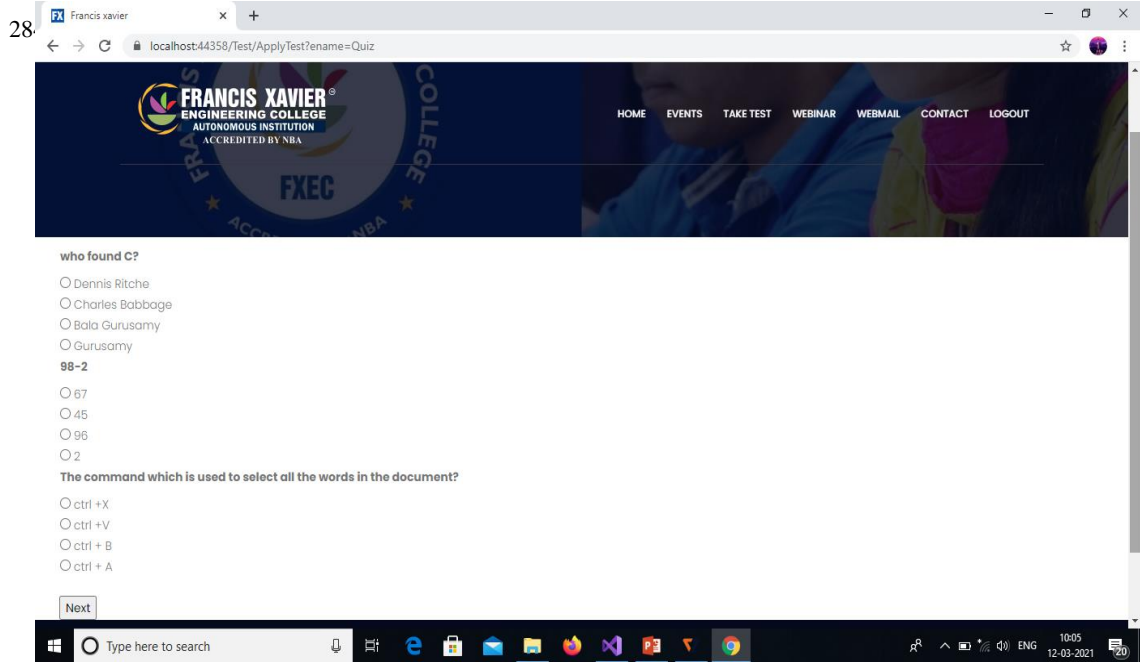 28
Francis xavier
localhost:44358/Test/ApplyTest?ename=Quiz
FRANCIS XAVIER
ENGINEERING COLLEGE
AUTONOMOUS INSTITUTION
ACCREDITED BY NBA
HOME EVENTS TAKE TEST WEBINAR WEBMAIL CONTACT LOGOUT
COLLEGE
FXEC
NBA
who found C?
Dennis Ritche
Charles Babbage
Bala Gurusamy
Gurusamy
98-2
67
45
96
2
The command which is used to select all the words in the document?
ctrl +X
ctrl +V
ctrl + B
ctrl + A
Next
Type here to search
ENG
10:05
12-03-2021
20